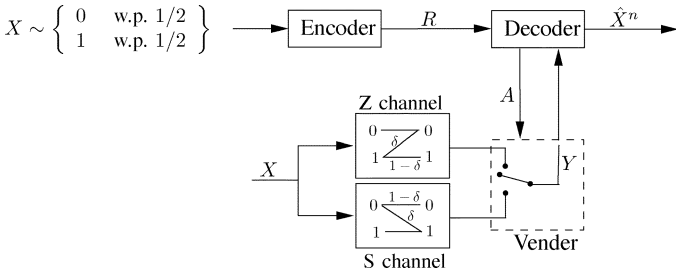 X ∼ { 0 w.p. 1/2
1 w.p. 1/2 }
Encoder
R
Decoder
X̂ⁿ
A
Z channel
0 0
δ
1 1
1 − δ
X
Y
1 − δ
0 0
δ
1 1
S channel
Vender